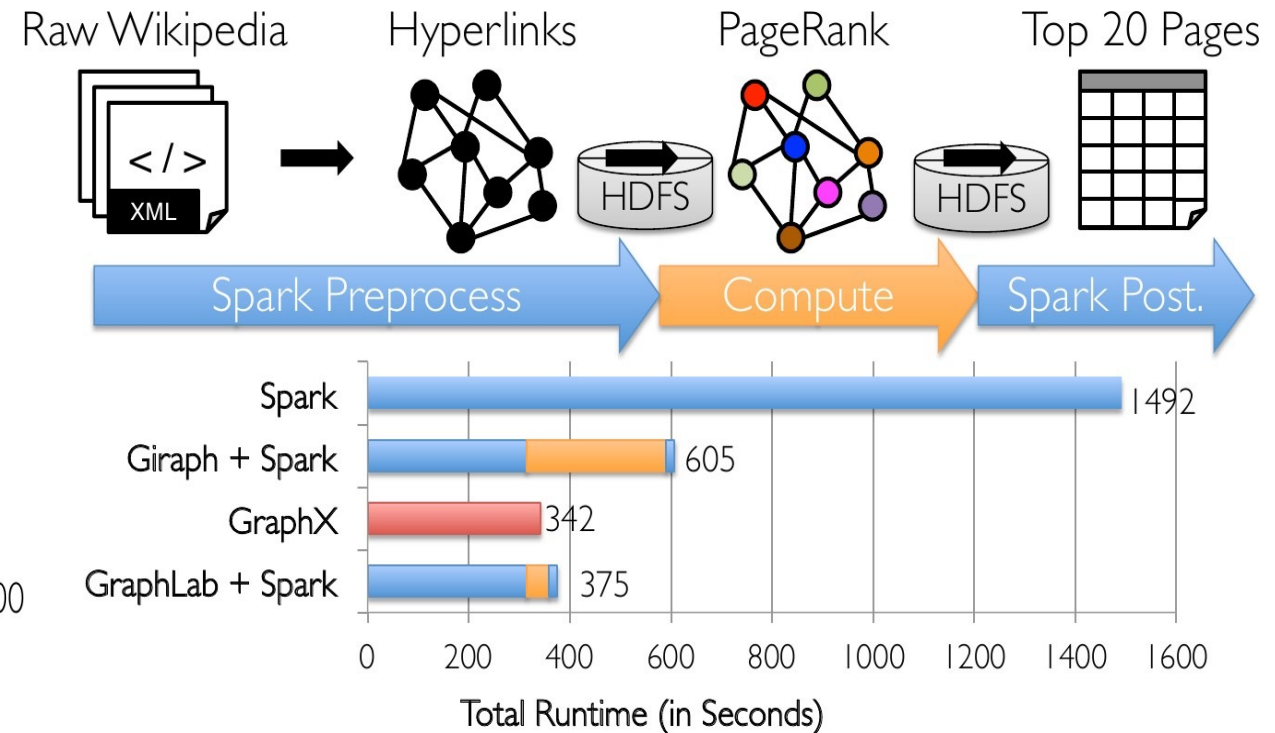 Raw Wikipedia
Hyperlinks
PageRank
Top 20 Pages
</>
XML
HDFS
HDFS
Spark Preprocess
Compute
Spark Post.
Spark
1492
Giraph + Spark
605
GraphX
342
GraphLab + Spark
375
00
0 200 400 600 800 1000 1200 1400 1600
Total Runtime (in Seconds)